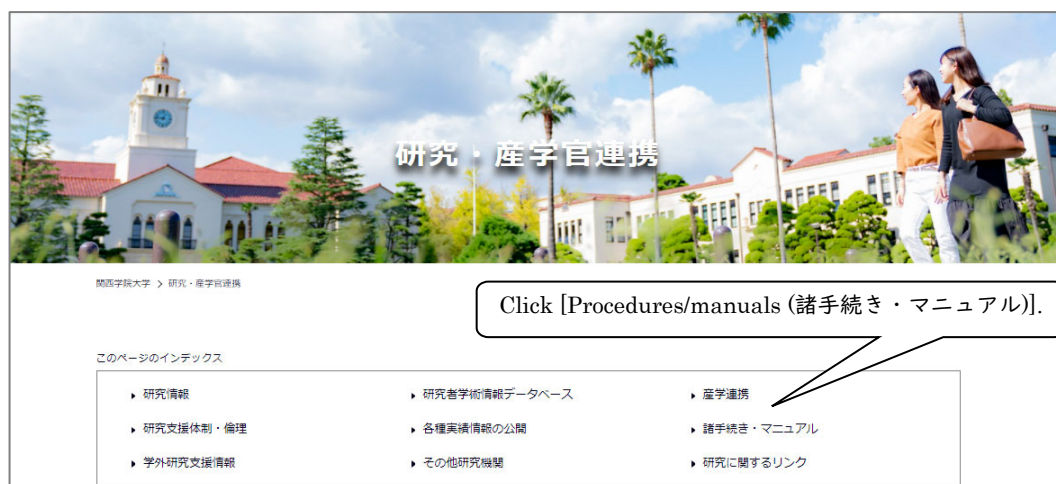 研究・産学官連携
関西学院大学 > 研究・産学官連携
Click [Procedures/manuals (諸手続き・マニュアル)].
このページのインデックス
研究情報
研究者学術情報データベース
産学連携
研究支援体制・倫理
各種実績情報の公開
諸手続き・マニュアル
学外研究支援情報
その他研究機関
研究に関するリンク